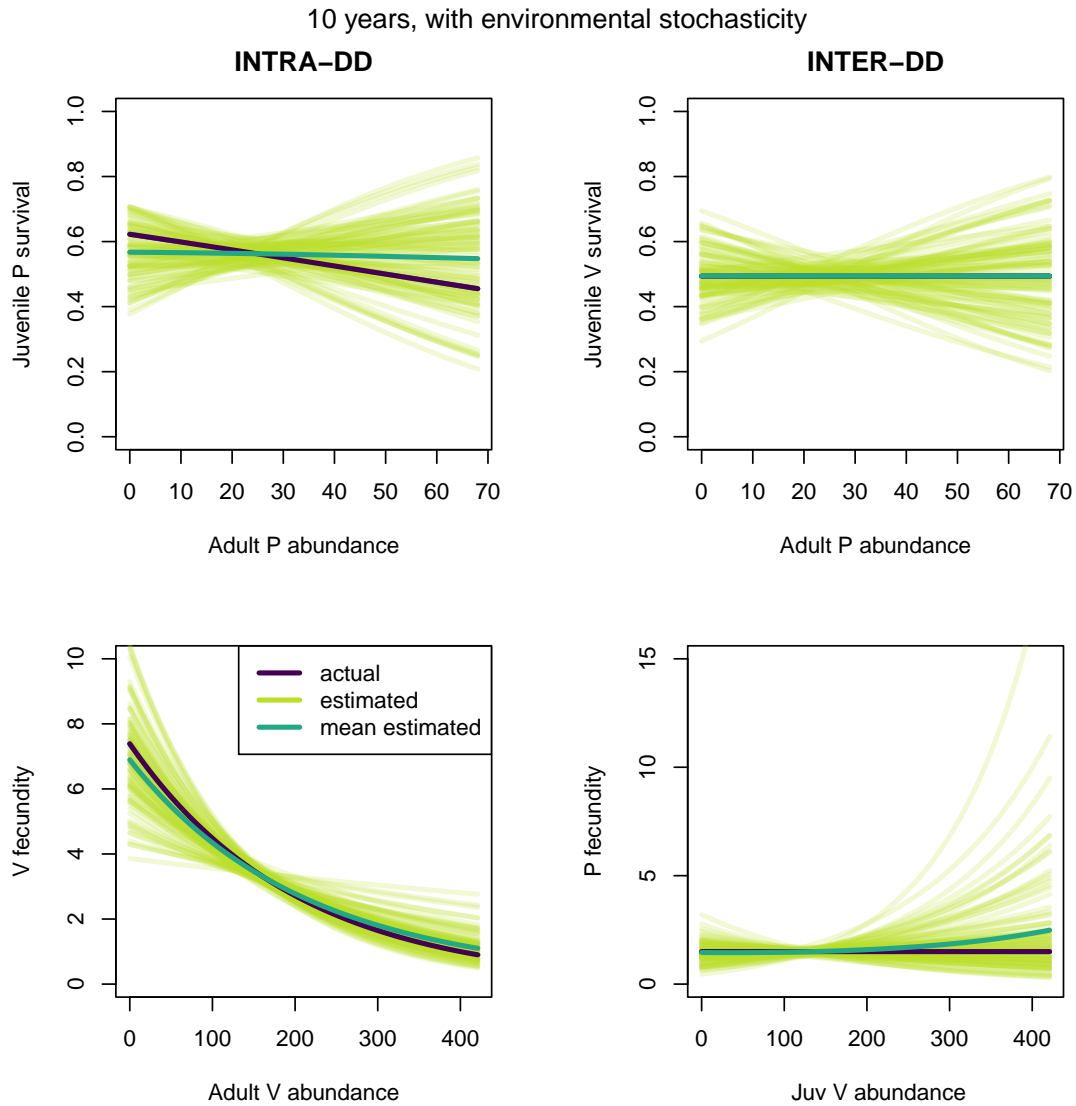 10 years, with environmental stochasticity
INTRA−DD
INTER−DD
Juvenile P survival
0.0 0.2 0.4 0.6 0.8 1.0
0 10 20 30 40 50 60 70
Adult P abundance
Juvenile V survival
0.0 0.2 0.4 0.6 0.8 1.0
0 10 20 30 40 50 60 70
Adult P abundance
V fecundity
0 2 4 6 8 10
actual
estimated
mean estimated
0 100 200 300 400
Adult V abundance
P fecundity
0 5 10 15
0 100 200 300 400
Juv V abundance